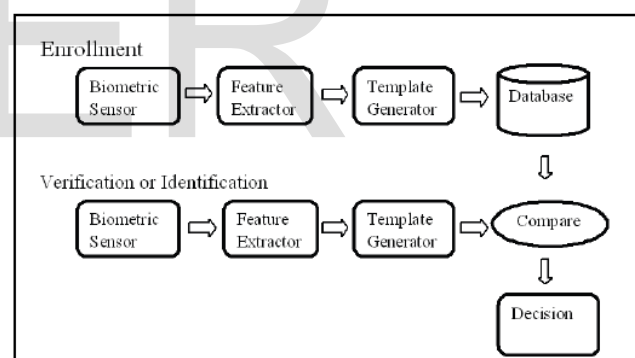 Enrollment
Biometric
Sensor
Feature
Extractor
Template
Generator
Database
Verification or Identification
Biometric
Sensor
Feature
Extractor
Template
Generator
Compare
Decision